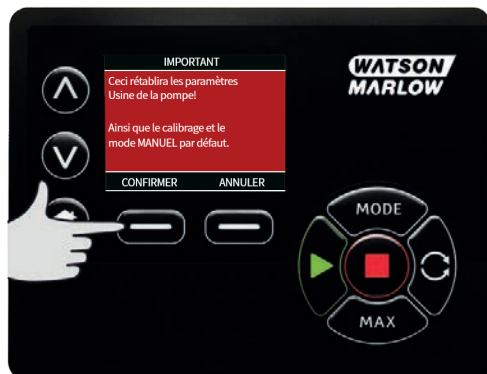 IMPORTANT
Ceci rétablira les paramètres
Usine de la pompe!
Ainsi que le calibrage et le
mode MANUEL par défaut.
CONFIRMER ANNULER
WATSON
MARLOW
MODE
MAX